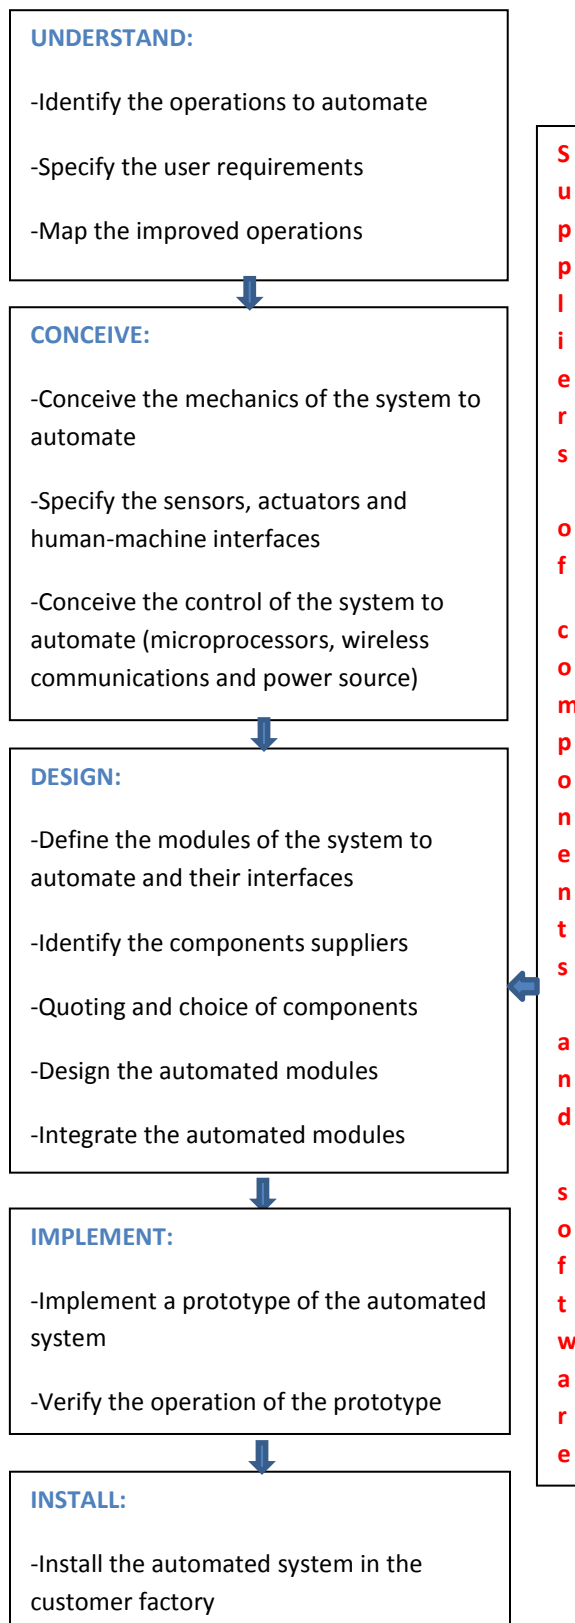 UNDERSTAND:
-Identify the operations to automate
-Specify the user requirements
-Map the improved operations
CONCEIVE:
-Conceive the mechanics of the system to
automate
-Specify the sensors, actuators and
human-machine interfaces
-Conceive the control of the system to
automate (microprocessors, wireless
communications and power source)
DESIGN:
-Define the modules of the system to
automate and their interfaces
-Identify the components suppliers
-Quoting and choice of components
-Design the automated modules
-Integrate the automated modules
IMPLEMENT:
-Implement a prototype of the automated
system
-Verify the operation of the prototype
INSTALL:
-Install the automated system in the
customer factory
Suppliers of components and software